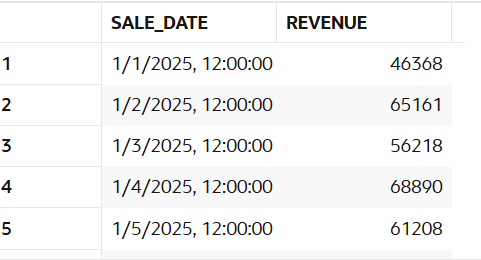 SALE_DATE REVENUE
1 1/1/2025, 12:00:00 46368
2 1/2/2025, 12:00:00 65161
3 1/3/2025, 12:00:00 56218
4 1/4/2025, 12:00:00 68890
5 1/5/2025, 12:00:00 61208